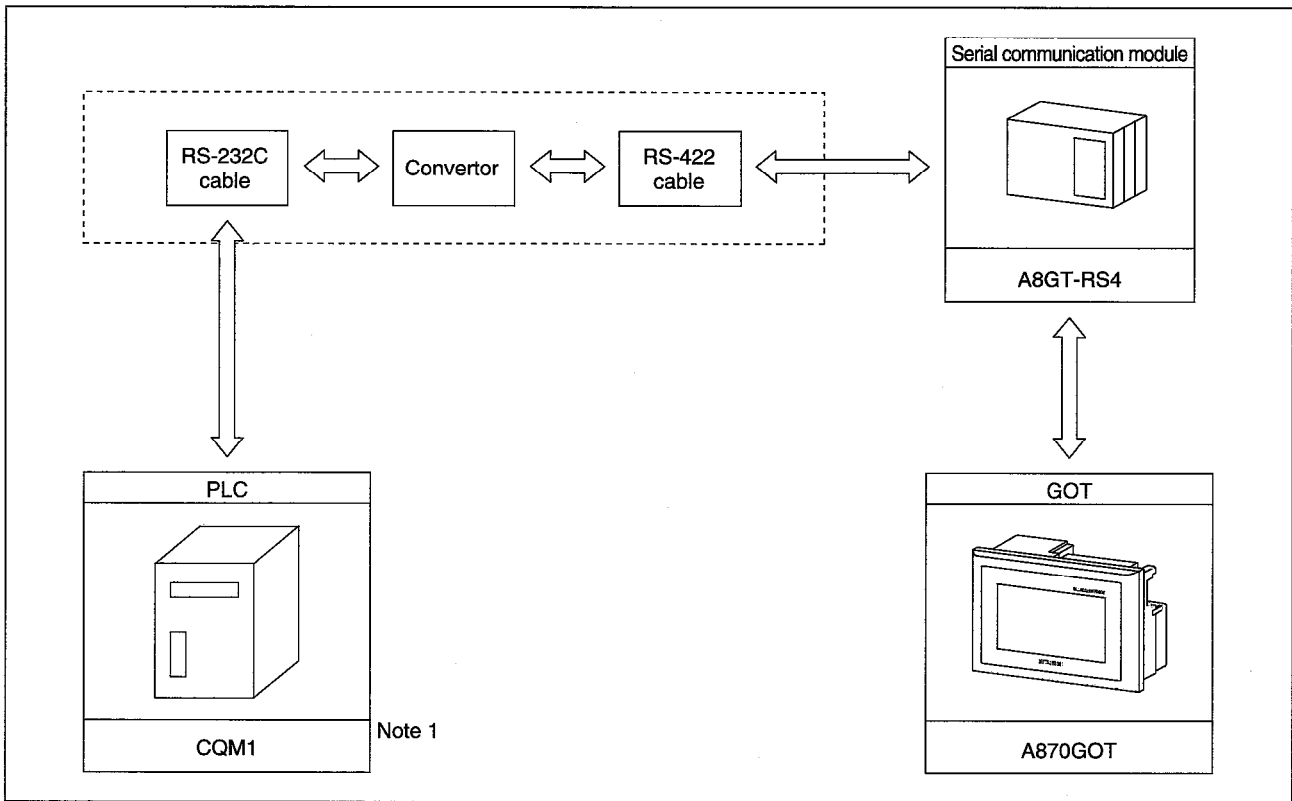 Serial communication module
RS-232C
cable
Convertor
RS-422
cable
A8GT-RS4
PLC
GOT
CQM1
Note 1
A870GOT